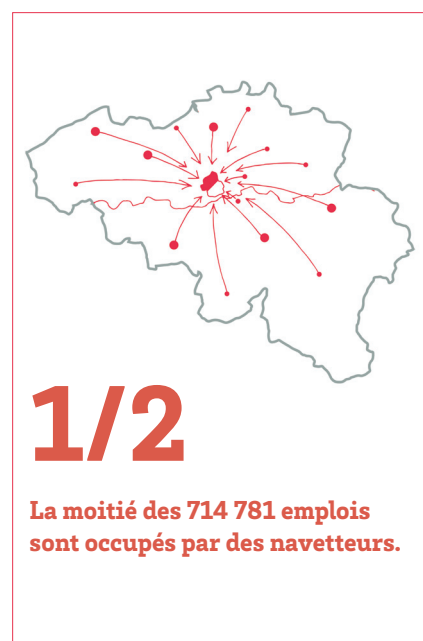 1/2
La moitié des 714 781 emplois
sont occupés par des navetteurs.